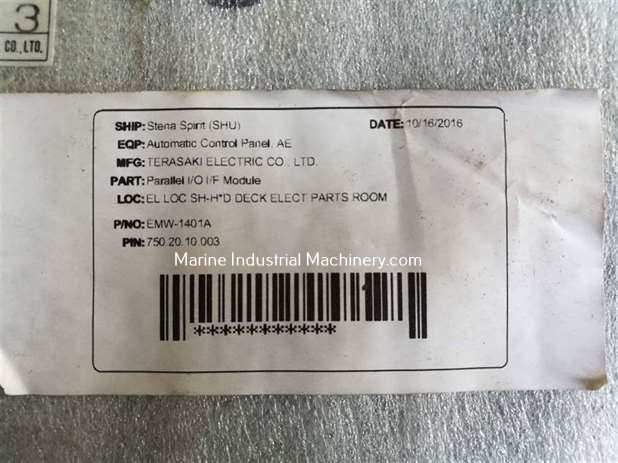 3
CO., LTD.
SHIP: Stena Spirit (SHU) DATE: 10/16/2016
EQP: Automatic Control Panel, AE
MFG: TERASAKI ELECTRIC CO., LTD.
PART: Parallel I/O I/F Module
LOC: EL LOC SH-H*D DECK ELECT PARTS ROOM
P/NO: EMW-1401A
PIN: 750.20.10.003
Marine Industrial Machinery.com
************